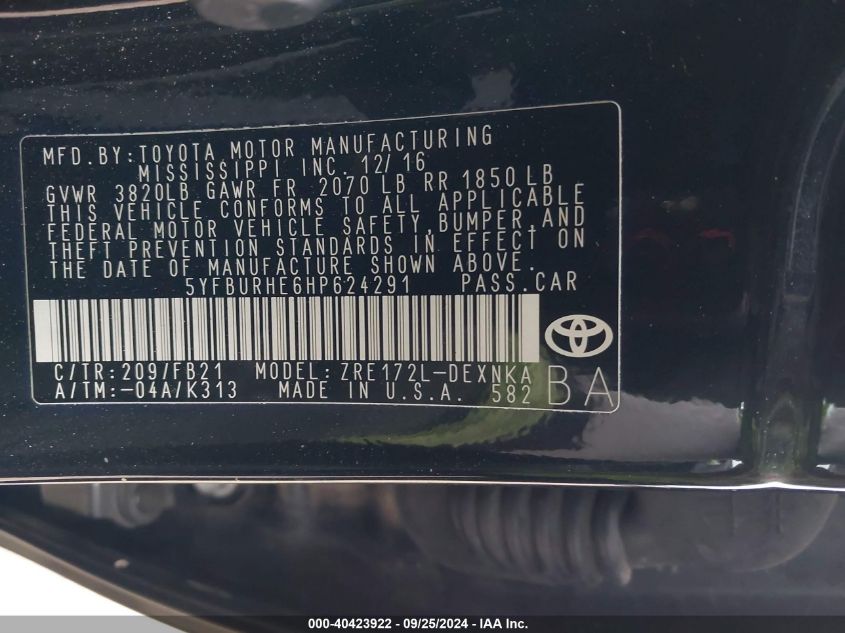 MFD.BY:TOYOTA MOTOR MANUFACTURING
MISSISSIPPI INC. 12/16
GVWR 3820LB GAWR FR 2070 LB RR 1850 LB
THIS VEHICLE CONFORMS TO ALL APPLICABLE
FEDERAL MOTOR VEHICLE SAFETY,BUMPER,AND
THEFT PREVENTION STANDARDS IN EFFECT ON
THE DATE OF MANUFACTURE SHOWN ABOVE.
5YFBURHE6HP624291 PASS.CAR
C/TR:209/FB21 MODEL: ZRE172L-DEXNKA
A/TM:-04A/K313 MADE IN U.S.A. 582
BA
000-40423922 - 09/25/2024 - IAA Inc.